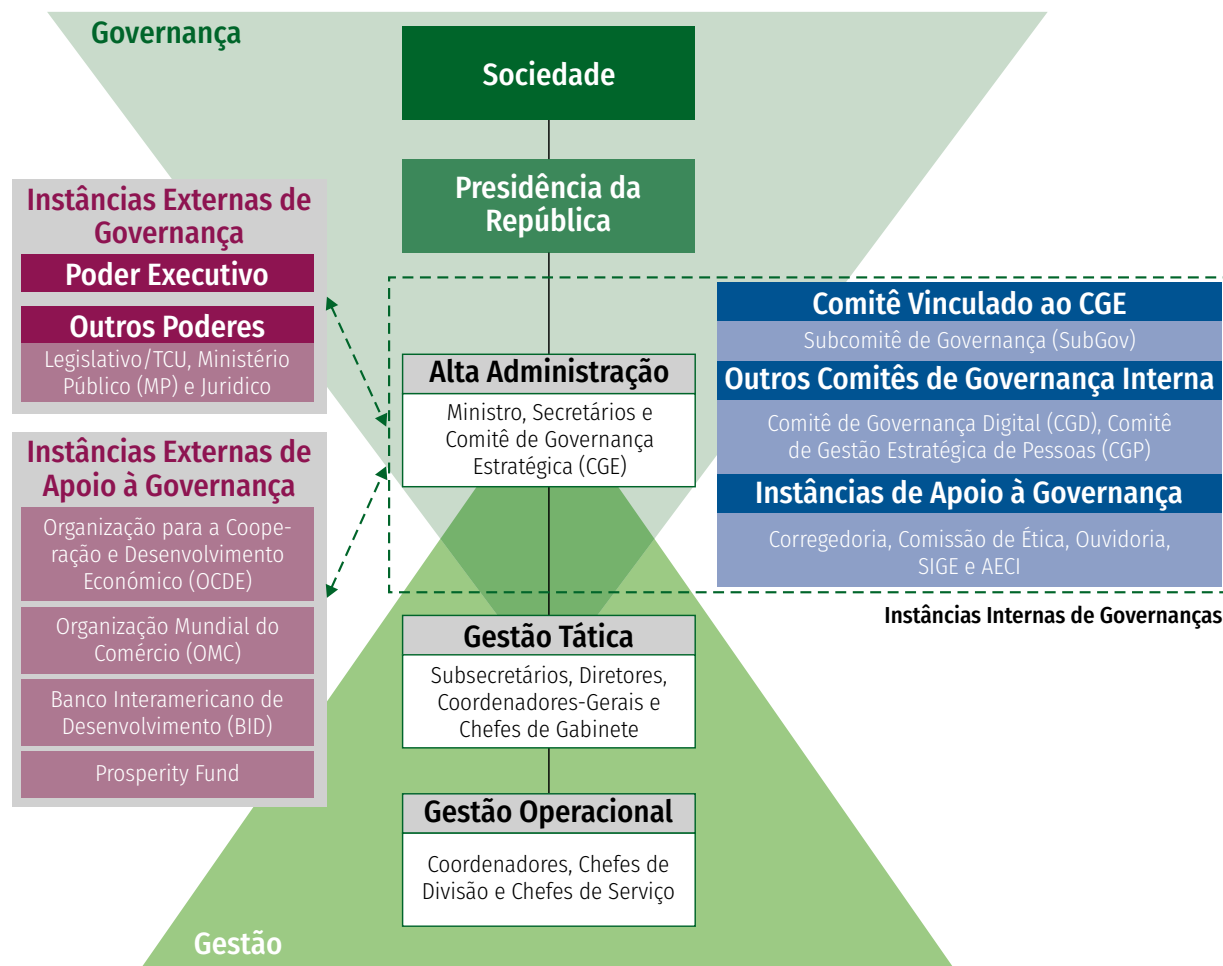 Governança
Sociedade
Presidência da
República
Instâncias Externas de
Governança
Poder Executivo
Outros Poderes
Legislativo/TCU, Ministério
Público (MP) e Juridico
Instâncias Externas de
Apoio à Governança
Organização para a Coope-
ração e Desenvolvimento
Económico (OCDE)
Organização Mundial do
Comércio (OMC)
Banco Interamericano de
Desenvolvimento (BID)
Prosperity Fund
Alta Administração
Ministro, Secretários e
Comitê de Governança
Estratégica (CGE)
Comitê Vinculado ao CGE
Subcomitê de Governança (SubGov)
Outros Comitês de Governança Interna
Comitê de Governança Digital (CGD), Comitê
de Gestão Estratégica de Pessoas (CGP)
Instâncias de Apoio à Governança
Corregedoria, Comissão de Ética, Ouvidoria,
SIGE e AECI
Instâncias Internas de Governanças
Gestão Tática
Subsecretários, Diretores,
Coordenadores-Gerais e
Chefes de Gabinete
Gestão Operacional
Coordenadores, Chefes de
Divisão e Chefes de Serviço
Gestão